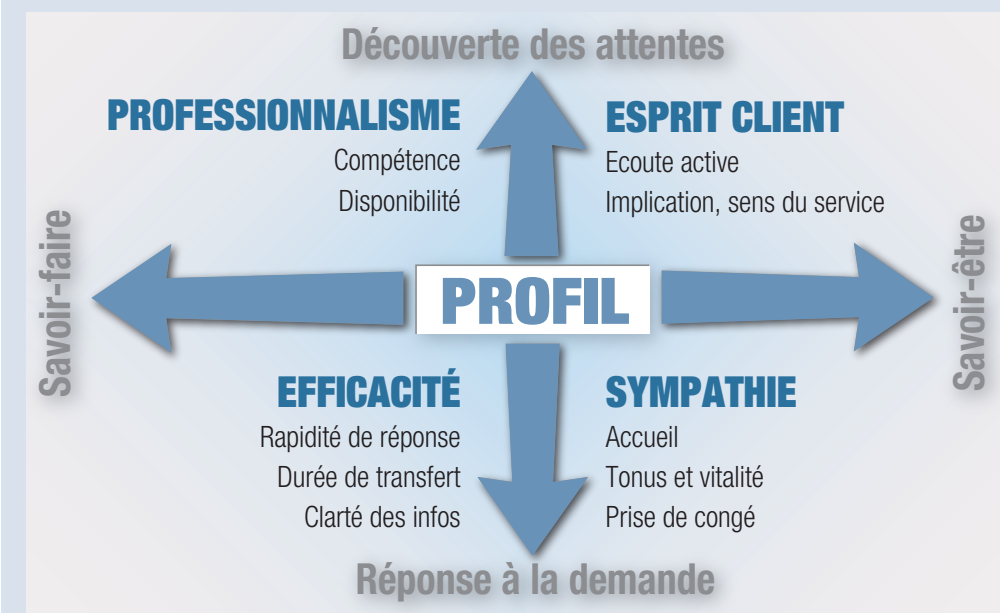 Découverte des attentes
PROFESSIONNALISME
Compétence
Disponibilité
ESPRIT CLIENT
Ecoute active
Implication, sens du service
Savoir-faire
PROFIL
Savoir-être
EFFICACITÉ
Rapidité de réponse
Durée de transfert
Clarté des infos
SYMPATHIE
Accueil
Tonus et vitalité
Prise de congé
Réponse à la demande